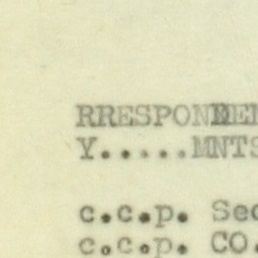 RRESPONDEN
Y.....MNTS
c.c.p. Sec
c.c.p. CO.